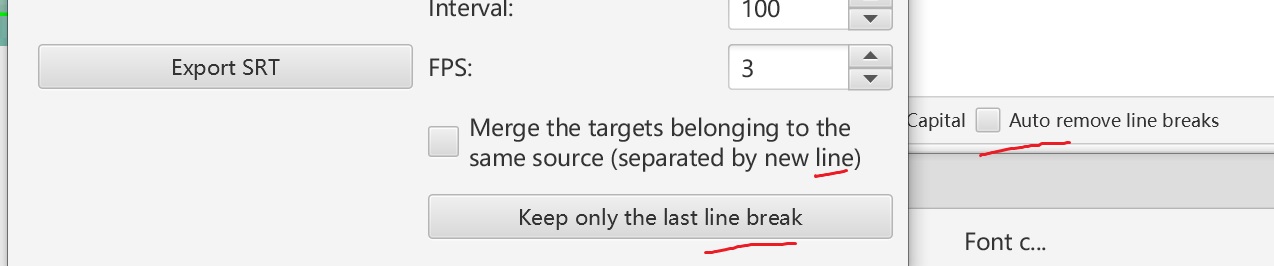 Interval:
100
Export SRT
FPS:
3
Merge the targets belonging to the
same source (separated by new line)
Keep only the last line break
Capital
Auto remove line breaks
Font c...